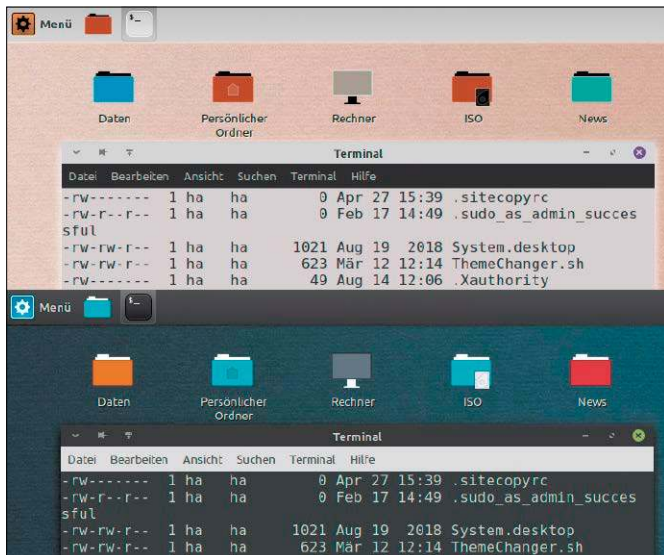 Menü $_
Daten Persönlicher Ordner Rechner ISO News
Terminal
Datei Bearbeiten Ansicht Suchen Terminal Hilfe
-rw------- 1 ha ha 0 Apr 27 15:39 .sitecopyrc
-rw-r--r-- 1 ha ha 0 Feb 17 14:49 .sudo_as_admin_succes
sful
-rw-rw-r-- 1 ha ha 1021 Aug 19 2018 System.desktop
-rw-rw-r-- 1 ha ha 623 Mär 12 12:14 ThemeChanger.sh
-rw------- 1 ha ha 49 Aug 14 12:06 .Xauthority
Menü $_
Daten Persönlicher Ordner Rechner ISO News
Terminal
Datei Bearbeiten Ansicht Suchen Terminal Hilfe
-rw------- 1 ha ha 0 Apr 27 15:39 .sitecopyrc
-rw-r--r-- 1 ha ha 0 Feb 17 14:49 .sudo_as_admin_succes
sful
-rw-rw-r-- 1 ha ha 1021 Aug 19 2018 System.desktop
-rw-rw-r-- 1 ha ha 623 Mär 12 12:14 ThemeChanger.sh